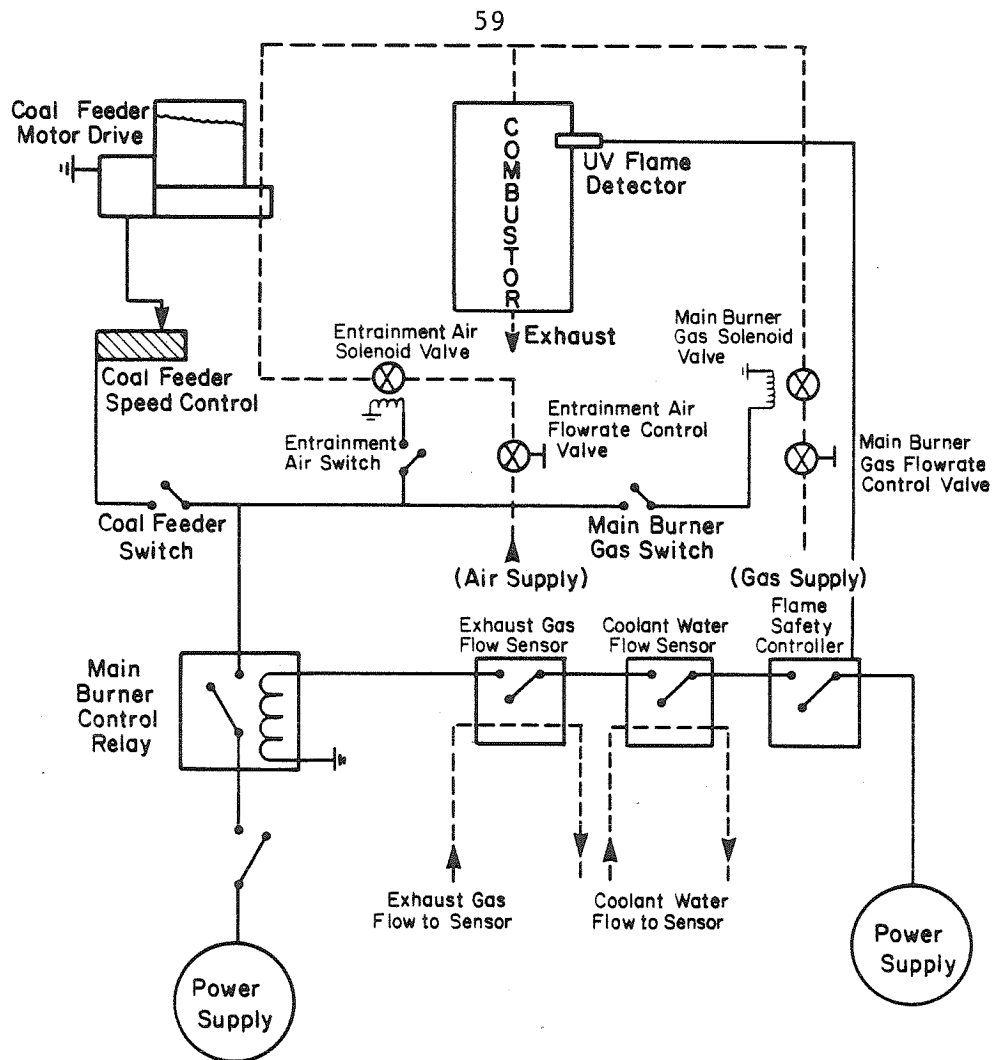 59
Coal Feeder
Motor Drive
COMBUSTOR
UV Flame
Detector
Exhaust
Entrainment Air
Solenoid Valve
Main Burner
Gas Solenoid
Valve
Coal Feeder
Speed Control
Entrainment
Air Switch
Entrainment Air
Flowrate Control
Valve
Main Burner
Gas Flowrate
Control Valve
Coal Feeder
Switch
Main Burner
Gas Switch
(Air Supply)
(Gas Supply)
Exhaust Gas
Flow Sensor
Coolant Water
Flow Sensor
Flame
Safety
Controller
Main
Burner
Control
Relay
Exhaust Gas
Flow to Sensor
Coolant Water
Flow to Sensor
Power
Supply
Power
Supply